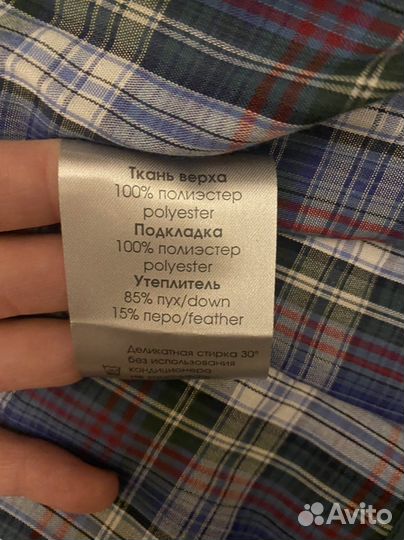 Ткань верха
100% полиэстер
polyester
Подкладка
100% полиэстер
polyester
Утеплитель
85% пух/down
15% перо/feather
Деликатная стирка 30°
без использования
кондиционера
Avito